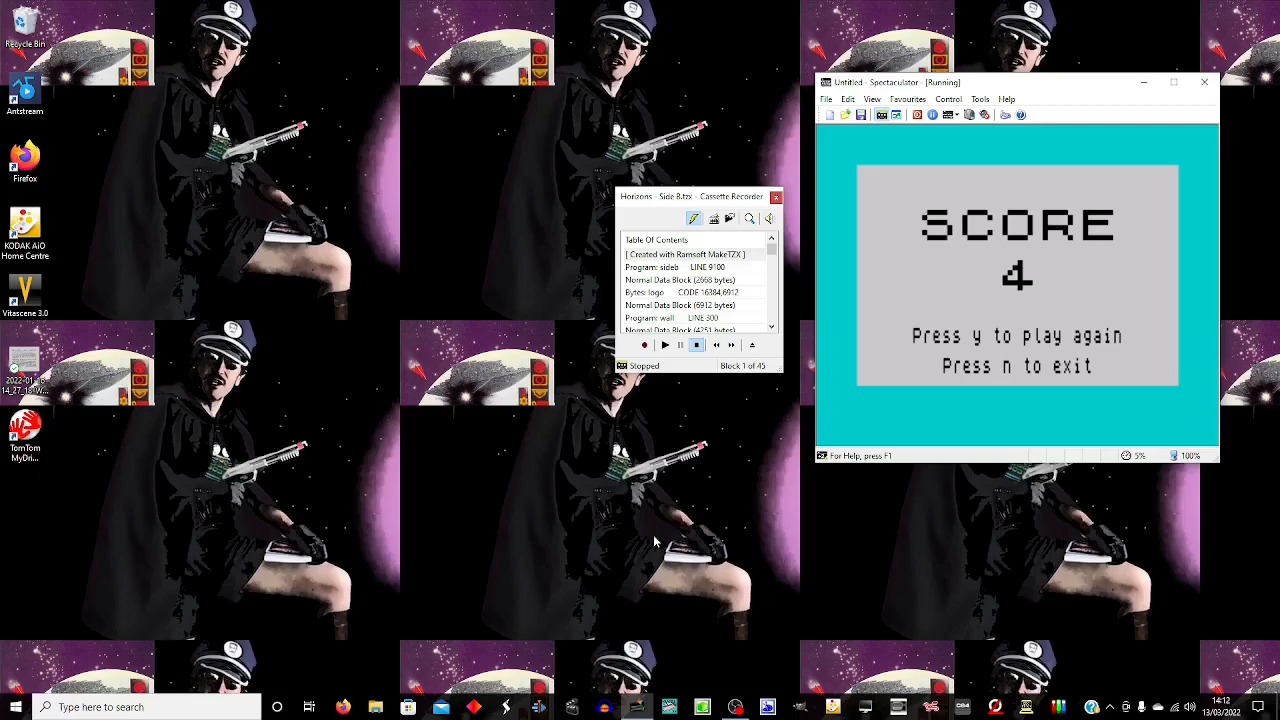 Recycle Bin
Antstream
Firefox
KODAK AiO
Home Center
Vitascene 3.0
TomTom
MyDri...
Horizons - Side B.tzx - Cassette Recorder
Table Of Contents
[ Created with Ramsoft MakeTZX ]
Program: sideb LINE 9100
Normal Data Block (2668 bytes)
Bytes: logo CODE 16384,6912
Normal Data Block (6912 bytes)
Program: wall LINE 300
Normal Data Block (4251 bytes)
Stopped
Block 1 of 45
Untitled - Spectaculator - [Running]
File Edit View Favourites Control Tools Help
SCORE
4
Press y to play again
Press n to exit
For Help, press F1
5%
100%
Type here to search
C64
14:12
13/03/2022